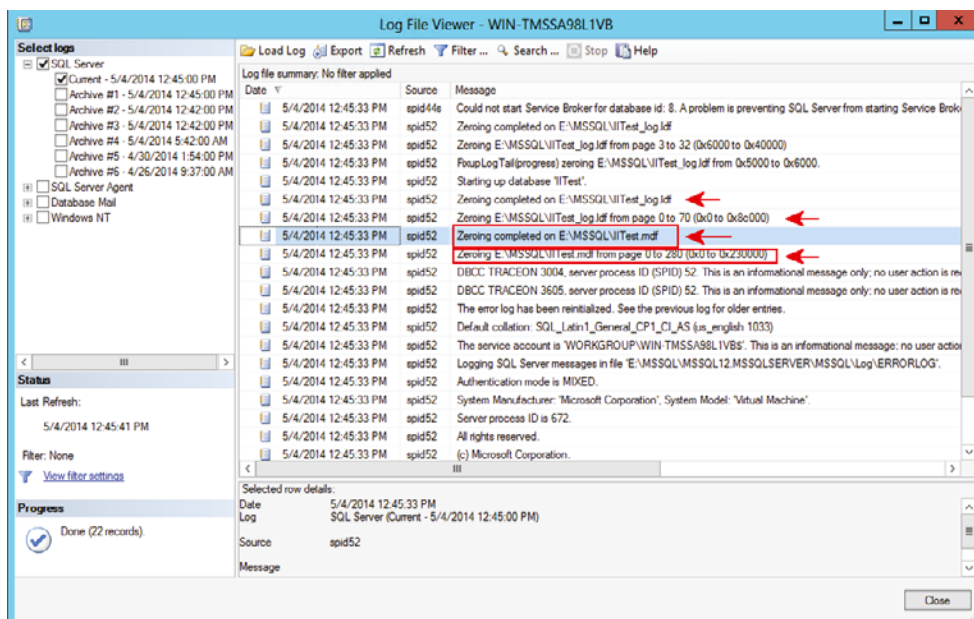 Log File Viewer - WIN-TMSSA98L1VB
Select logs
SQL Server
Current - 5/4/2014 12:45:00 PM
Archive #1 - 5/4/2014 12:45:00 PM
Archive #2 - 5/4/2014 12:42:00 PM
Archive #3 - 5/4/2014 12:42:00 PM
Archive #4 - 5/4/2014 5:42:00 AM
Archive #5 - 4/30/2014 1:54:00 PM
Archive #6 - 4/26/2014 9:37:00 AM
SQL Server Agent
Database Mail
Windows NT
Status
Last Refresh:
5/4/2014 12:45:41 PM
Filter: None
View filter settings
Progress
Done (22 records).
Load Log Export Refresh Filter ... Search ... Stop Help
Log file summary: No filter applied
Date Source Message
5/4/2014 12:45:33 PM spid44s Could not start Service Broker for database id: 8. A problem is preventing SQL Server from starting Service Brok
5/4/2014 12:45:33 PM spid52 Zeroing completed on E:\MSSQL\IITest_log.ldf
5/4/2014 12:45:33 PM spid52 Zeroing E:\MSSQL\IITest_log.ldf from page 3 to 32 (0x6000 to 0x40000)
5/4/2014 12:45:33 PM spid52 FixupLogTail(progress) zeroing E:\MSSQL\IITest_log.ldf from 0x5000 to 0x6000.
5/4/2014 12:45:33 PM spid52 Starting up database 'IITest'.
5/4/2014 12:45:33 PM spid52 Zeroing completed on E:\MSSQL\IITest_log.ldf
5/4/2014 12:45:33 PM spid52 Zeroing E:\MSSQL\IITest_log.ldf from page 0 to 70 (0x0 to 0x8c000)
5/4/2014 12:45:33 PM spid52 Zeroing completed on E:\MSSQL\IITest.mdf
5/4/2014 12:45:33 PM spid52 Zeroing E:\MSSQL\IITest.mdf from page 0 to 280 (0x0 to 0x230000)
5/4/2014 12:45:33 PM spid52 DBCC TRACEON 3004, server process ID (SPID) 52. This is an informational message only; no user action is re
5/4/2014 12:45:33 PM spid52 DBCC TRACEON 3605, server process ID (SPID) 52. This is an informational message only; no user action is re
5/4/2014 12:45:33 PM spid52 The error log has been reinitialized. See the previous log for older entries.
5/4/2014 12:45:33 PM spid52 Default collation: SQL_Latin1_General_CP1_CI_AS (us_english 1033)
5/4/2014 12:45:33 PM spid52 The service account is 'WORKGROUP\WIN-TMSSA98L1VB$'. This is an informational message; no user action
5/4/2014 12:45:33 PM spid52 Logging SQL Server messages in file 'E:\MSSQL\MSSQL12.MSSQLSERVER\MSSQL\Log\ERRORLOG'.
5/4/2014 12:45:33 PM spid52 Authentication mode is MIXED.
5/4/2014 12:45:33 PM spid52 System Manufacturer: 'Microsoft Corporation', System Model: 'Virtual Machine'.
5/4/2014 12:45:33 PM spid52 Server process ID is 672.
5/4/2014 12:45:33 PM spid52 All rights reserved.
5/4/2014 12:45:33 PM spid52 (c) Microsoft Corporation.
Selected row details:
Date 5/4/2014 12:45:33 PM
Log SQL Server (Current - 5/4/2014 12:45:00 PM)
Source spid52
Message
Close